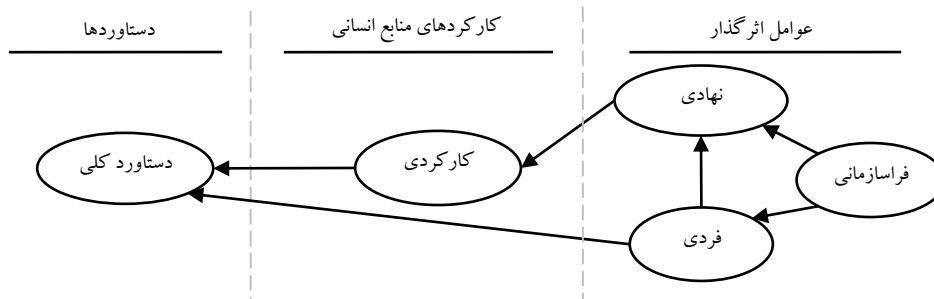 عوامل اثرگذار
کارکردهای منابع انسانی
دستاوردها
نهادی
کارکردی
دستاورد کلی
فراسازمانی
فردی